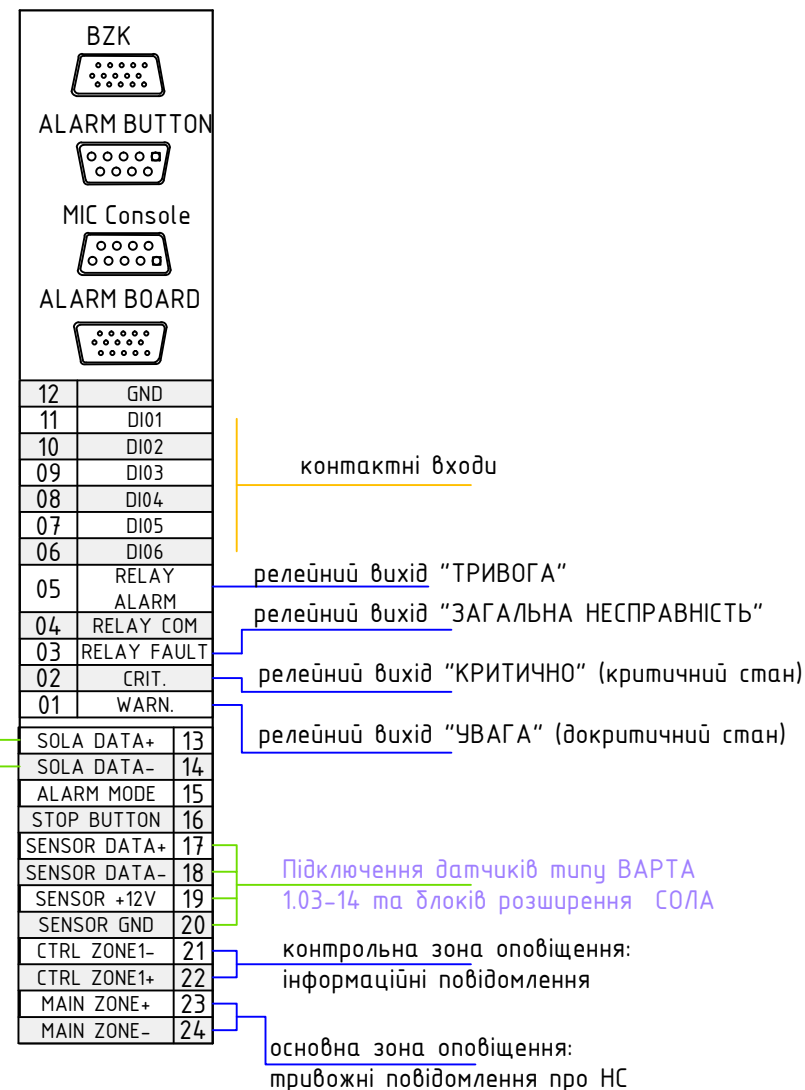 BZK
ALARM BUTTON
MIC Console
ALARM BOARD
12 GND
11 DI01
10 DI02
09 DI03
08 DI04
07 DI05
06 DI06
контактні входи
05 RELAY
ALARM
релейний вихід "ТРИВОГА"
04 RELAY COM
релейний вихід "ЗАГАЛЬНА НЕСПРАВНІСТЬ"
03 RELAY FAULT
02 CRIT.
релейний вихід "КРИТИЧНО" (критичний стан)
01 WARN.
релейний вихід "УВАГА" (докритичний стан)
SOLA DATA+ 13
SOLA DATA- 14
ALARM MODE 15
STOP BUTTON 16
SENSOR DATA+ 17
SENSOR DATA- 18
SENSOR +12V 19
SENSOR GND 20
Підключення датчиків типу ВАРТА
1.03-14 та блоків розширення СОЛА
CTRL ZONE1- 21
CTRL ZONE1+ 22
контрольна зона оповіщення:
інформаційні повідомлення
MAIN ZONE+ 23
MAIN ZONE- 24
основна зона оповіщення:
тривожні повідомлення про НС